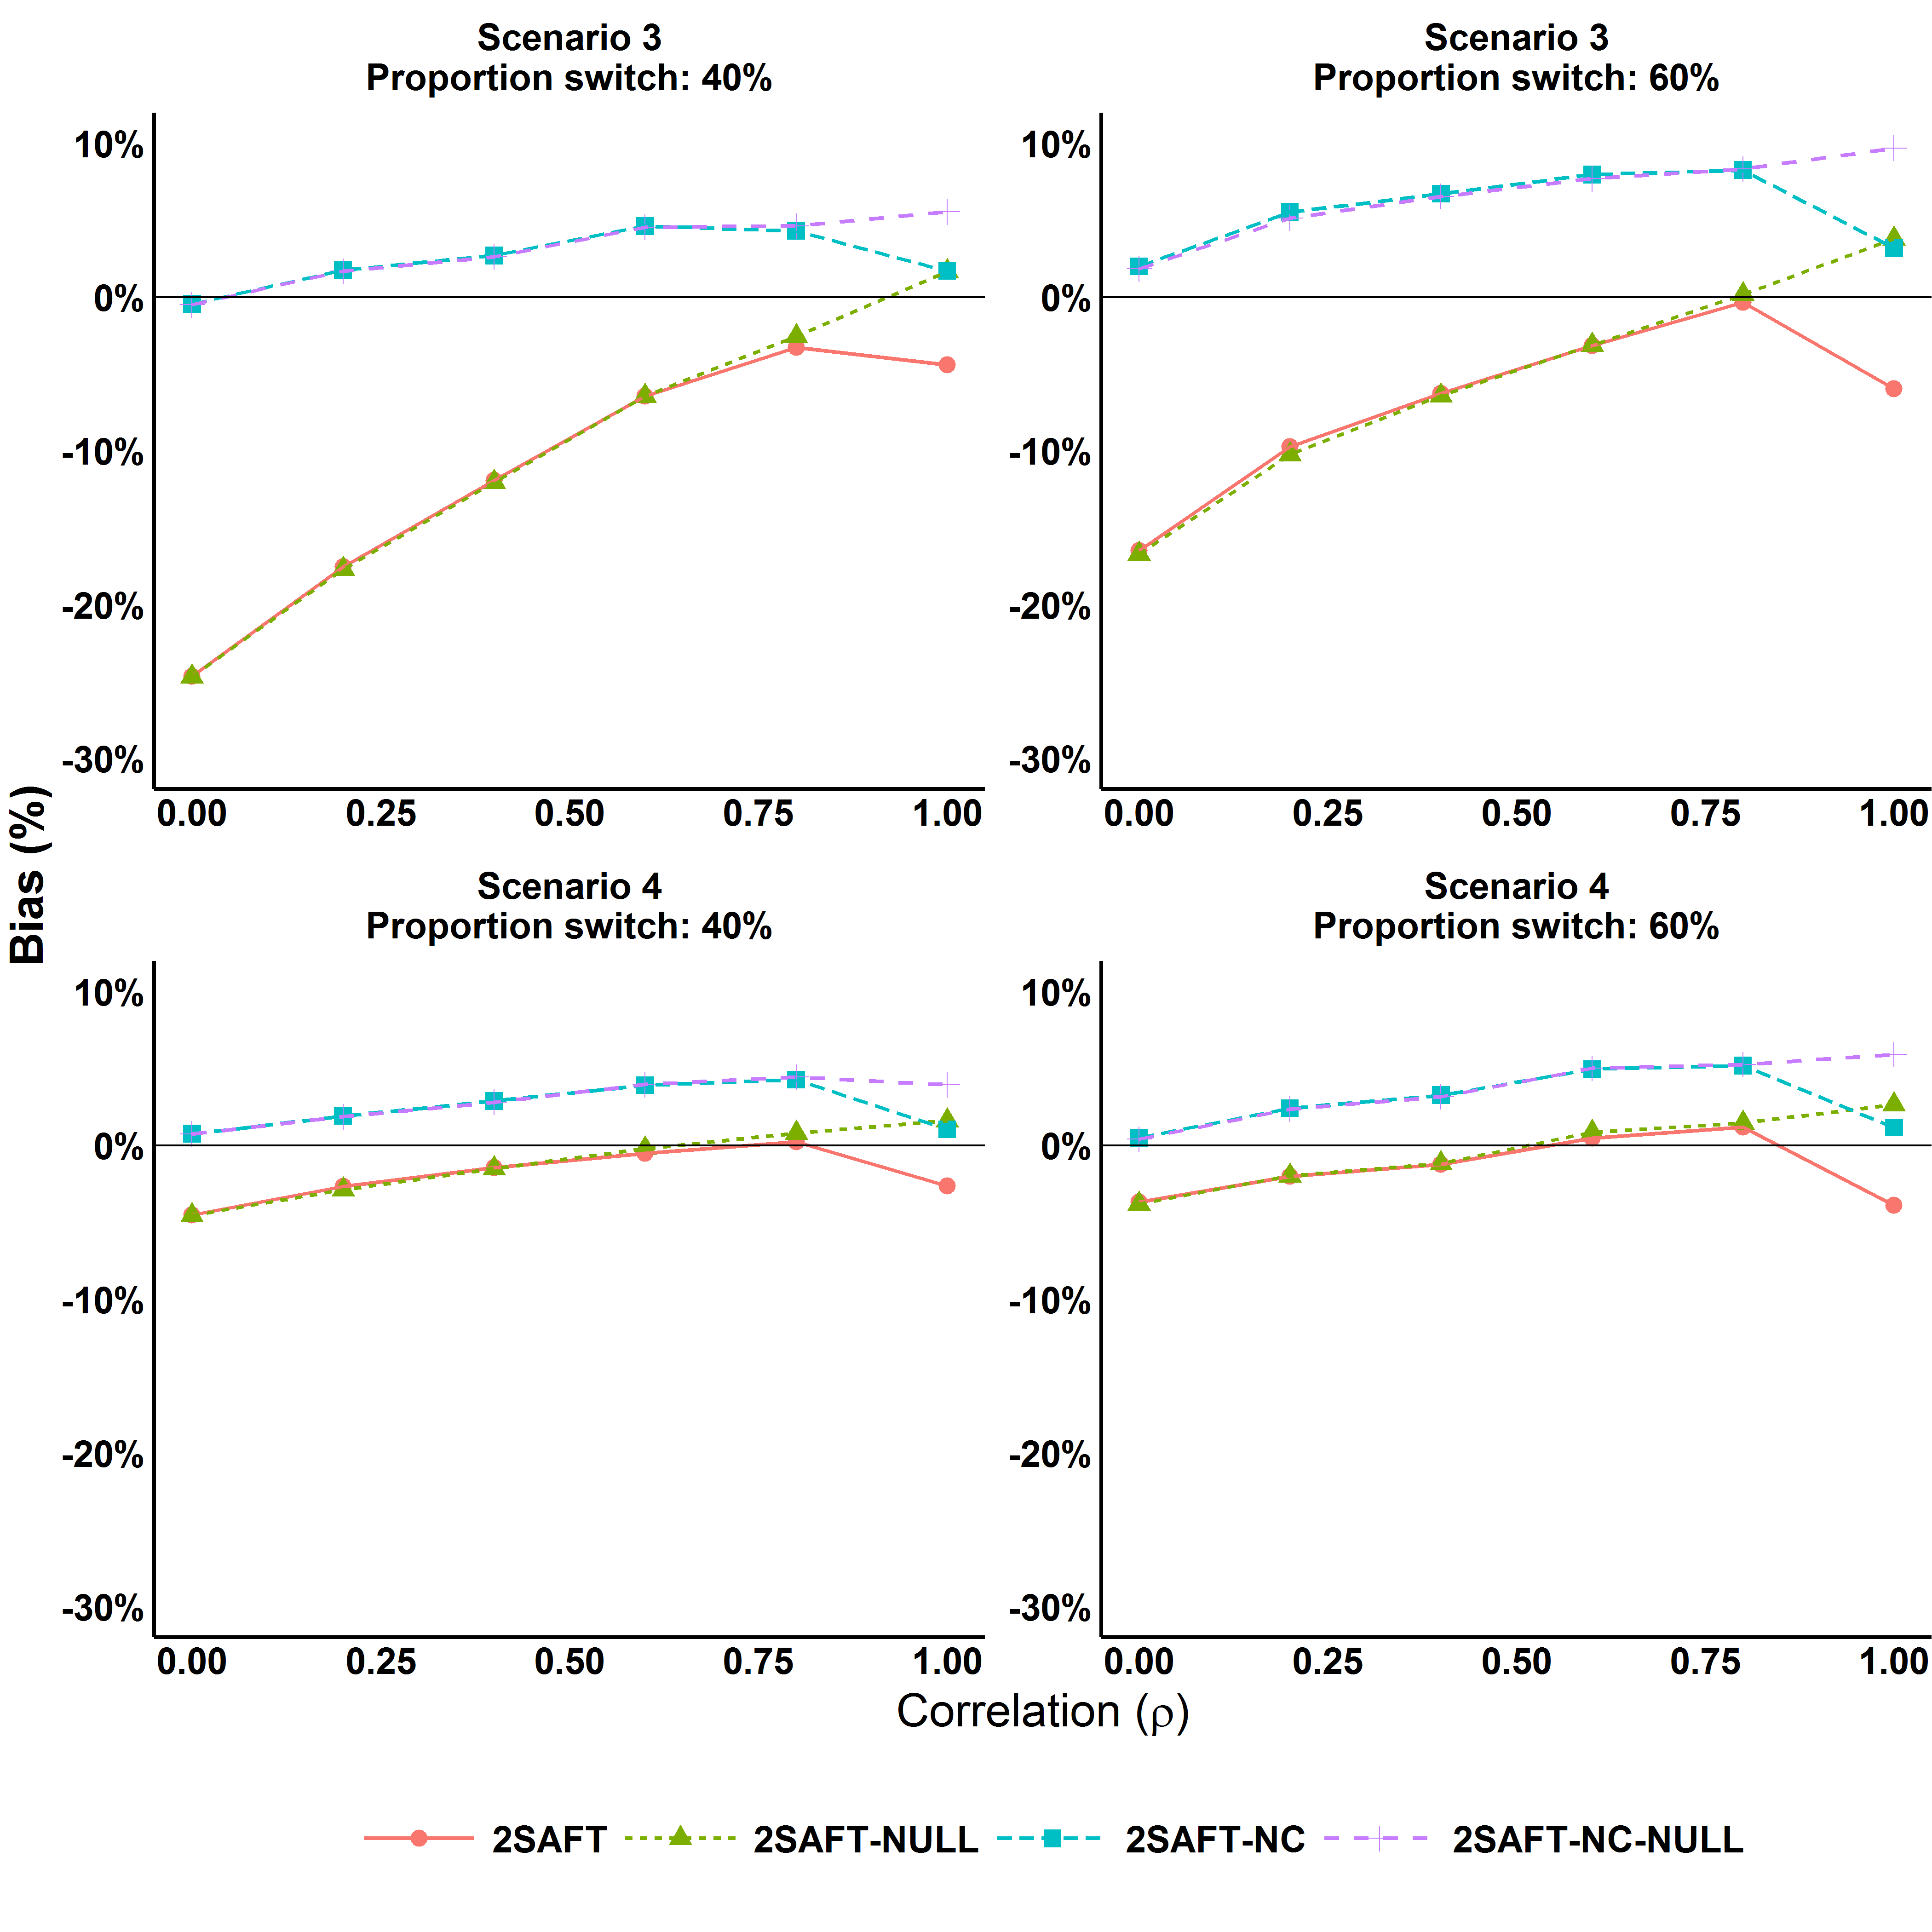 Scenario 3
Proportion switch: 40%
10%
0%
-10%
-20%
-30%
0.00 0.25 0.50 0.75 1.00
Scenario 3
Proportion switch: 60%
10%
0%
-10%
-20%
-30%
0.00 0.25 0.50 0.75 1.00
Bias (%)
Scenario 4
Proportion switch: 40%
10%
0%
-10%
-20%
-30%
0.00 0.25 0.50 0.75 1.00
Scenario 4
Proportion switch: 60%
10%
0%
-10%
-20%
-30%
0.00 0.25 0.50 0.75 1.00
Correlation (ρ)
2SAFT 2SAFT-NULL 2SAFT-NC 2SAFT-NC-NULL